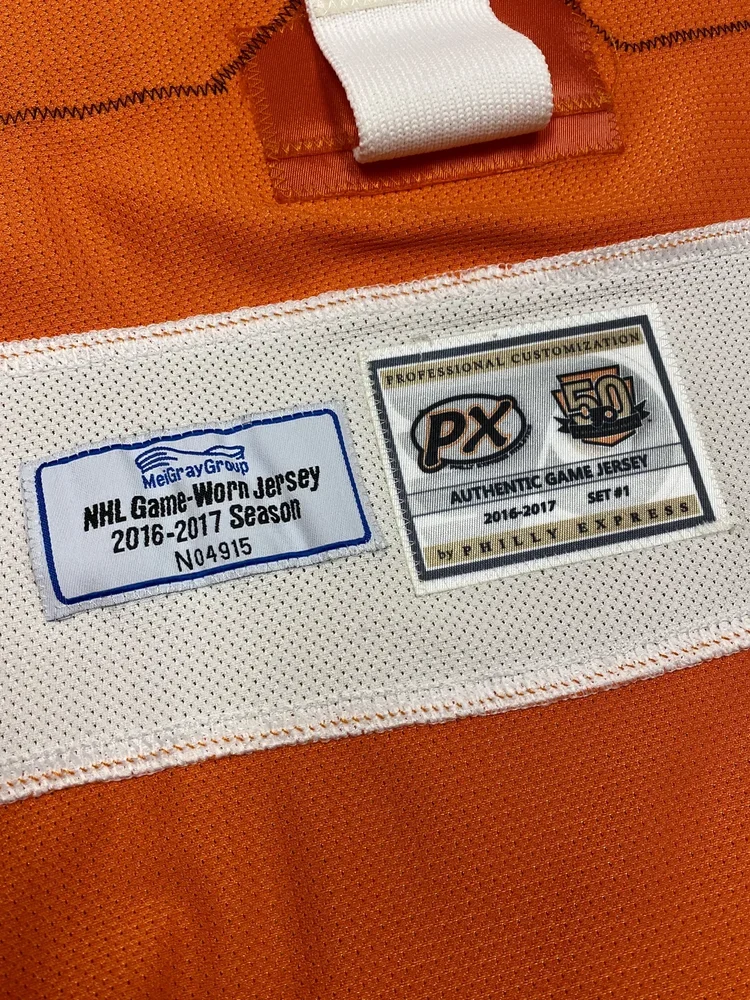 MeiGrayGroup
NHL Game-Worn Jersey
2016-2017 Season
N04915
PROFESSIONAL CUSTOMIZATION
PX
50
AUTHENTIC GAME JERSEY
2016-2017 SET #1
by PHILLY EXPRESS